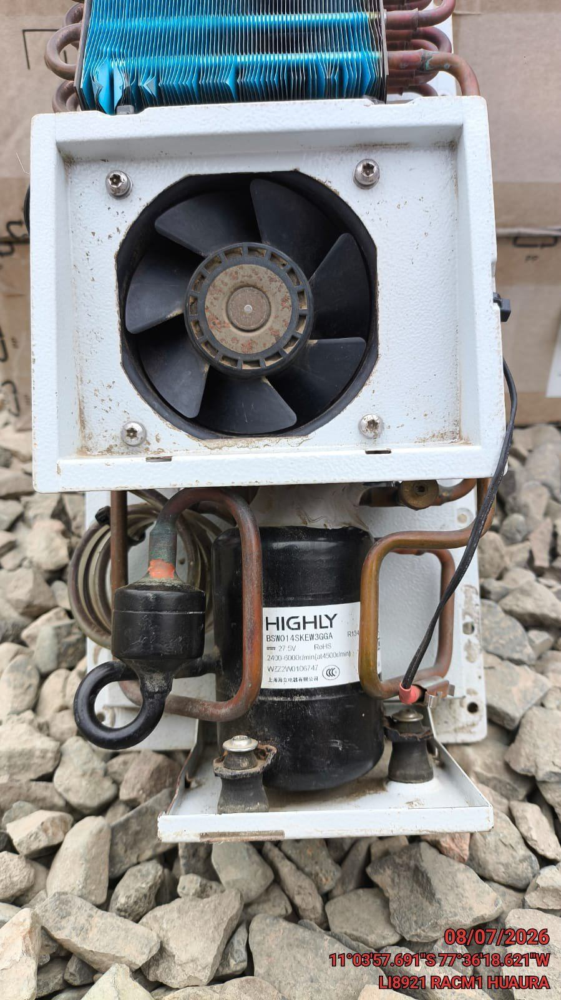 HIGHLY
BSW014SKEW3GGA R134
27.5V RoHS
2400-6000r/min(at4500r/min)
WZZ2W0106747
上海海立电器有限公司
08/07/2026
11°03'57.691"S 77°36'18.621"W
LI8921 RACM1 HUAURA